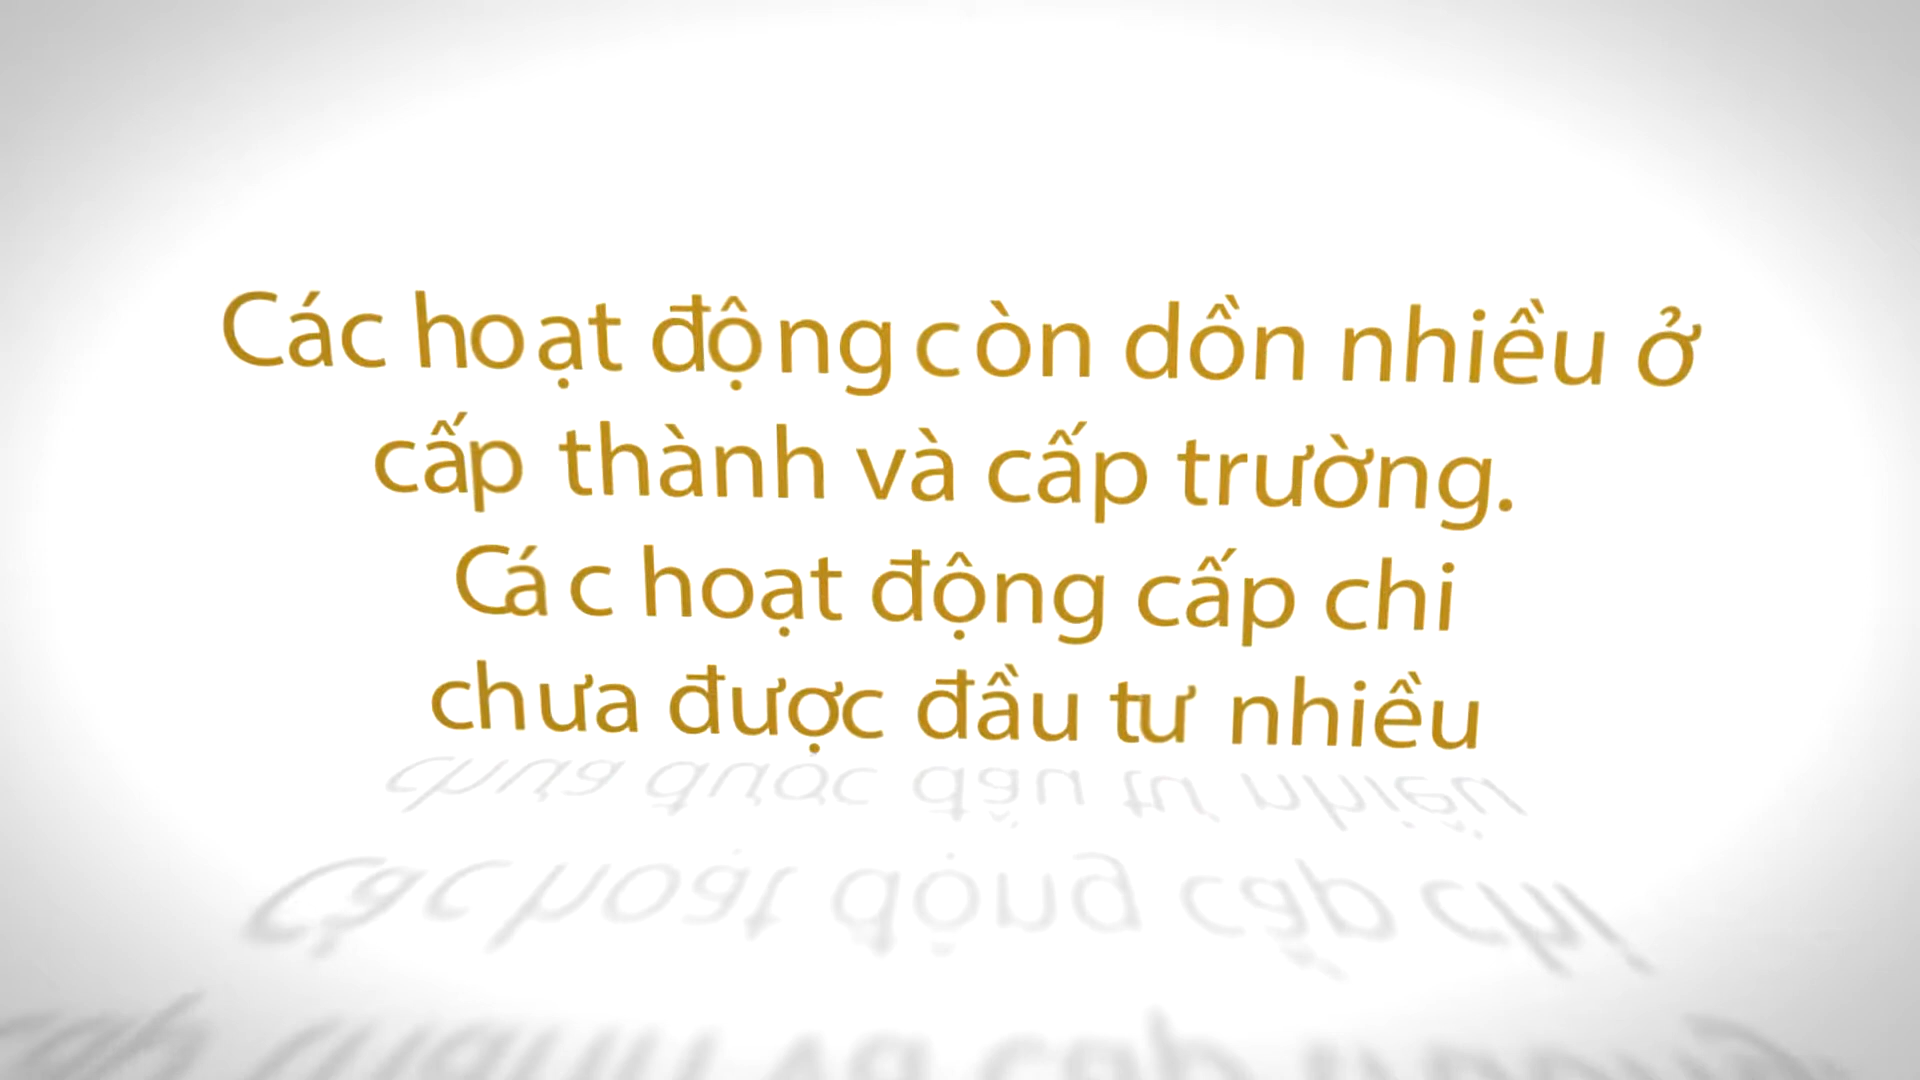 Các hoạt động còn dồn nhiều ở
cấp thành và cấp trường.
Các hoạt động cấp chi
chưa được đầu tư nhiều